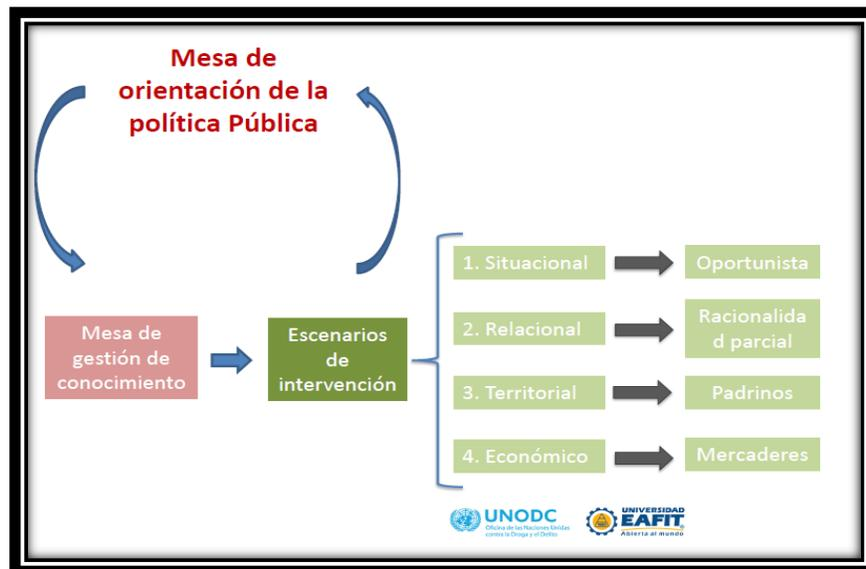 Mesa de
orientación de la
política Pública
Mesa de
gestión de
conocimiento
Escenarios
de
intervención
1. Situacional
Oportunista
2. Relacional
Racionalida
d parcial
3. Territorial
Padrinos
4. Económico
Mercaderes
UNODC
Oficina de las Naciones Unidas
contra la Droga y el Delito
UNIVERSIDAD
EAFIT
Abierta al mundo